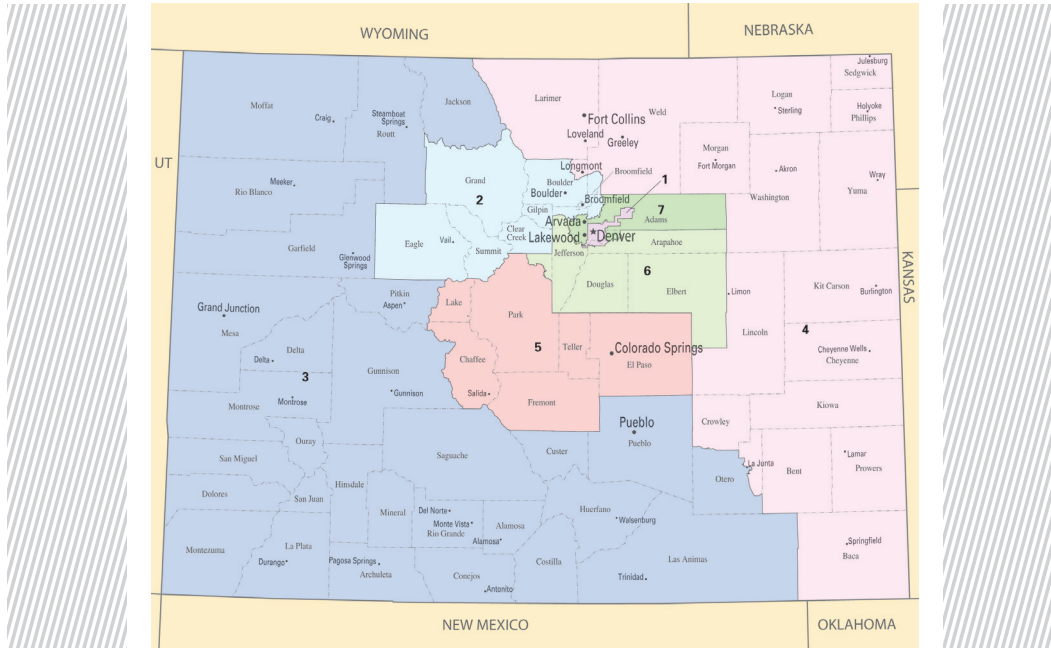 WYOMING
NEBRASKA
Julesburg
Sedgwick
Jackson
Larimer
Logan
Moffat
Steamboat
Springs
Craig
Routt
Fort Collins
Weld
Sterling
Holyoke
Phillips
Loveland
Greeley
Morgan
UT
Longmont
Fort Morgan
Akron
Wray
Meeker
Rio Blanco
Grand
Boulder
Broomfield
1
Washington
Yuma
2
Boulder
Broomfield
Gilpin
7
Adams
Arvada
Clear
Creek
Lakewood
Denver
Eagle
Vail
Summit
Jefferson
Arapahoe
Garfield
Glenwood
Springs
6
KANSAS
Douglas
Elbert
Limon
Kit Carson
Burlington
Pitkin
Aspen
Lake
Park
Grand Junction
Mesa
Lincoln
4
Delta
Delta
Chaffee
5
Teller
Colorado Springs
El Paso
Cheyenne Wells
Cheyenne
3
Gunnison
Gunnison
Salida
Montrose
Montrose
Fremont
Kiowa
Crowley
Pueblo
Pueblo
Ouray
San Miguel
Saguache
Custer
Lamar
La Junta
Bent
Prowers
Otero
Hinsdale
Dolores
San Juan
Mineral
Del Norte
Monte Vista
Rio Grande
Alamosa
Alamosa
Huerfano
Walsenburg
Montezuma
La Plata
Durango
Pagosa Springs
Archuleta
Conejos
Antonito
Costilla
Las Animas
Trinidad
Springfield
Baca
NEW MEXICO
OKLAHOMA